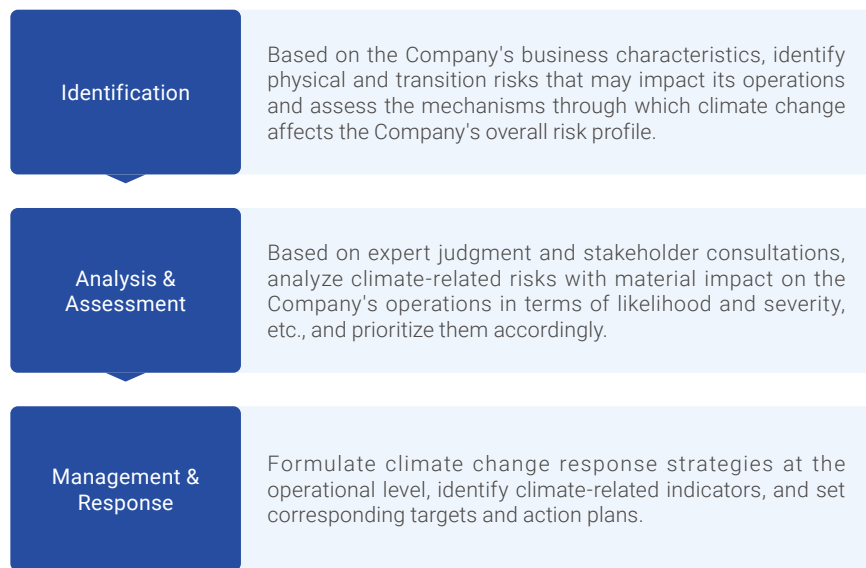 Identification
Based on the Company's business characteristics, identify
physical and transition risks that may impact its operations
and assess the mechanisms through which climate change
affects the Company's overall risk profile.
Analysis &
Assessment
Based on expert judgment and stakeholder consultations,
analyze climate-related risks with material impact on the
Company's operations in terms of likelihood and severity,
etc., and prioritize them accordingly.
Management &
Response
Formulate climate change response strategies at the
operational level, identify climate-related indicators, and set
corresponding targets and action plans.